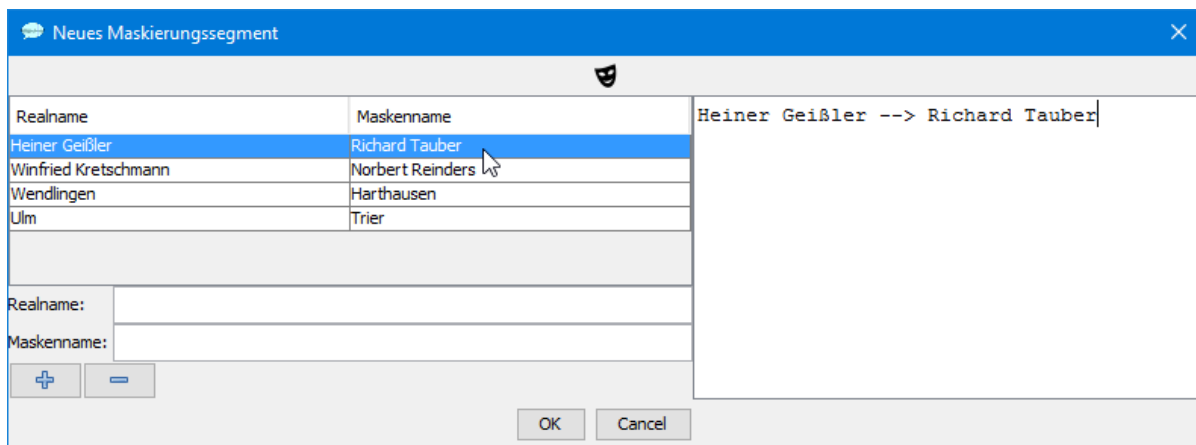 Neues Maskierungssegment
Realname Maskenname
Heiner Geißler Richard Tauber
Winfried Kretschmann Norbert Reinders
Wendlingen Harthausen
Ulm Trier
Heiner Geißler --> Richard Tauber
Realname:
Maskenname:
OK Cancel